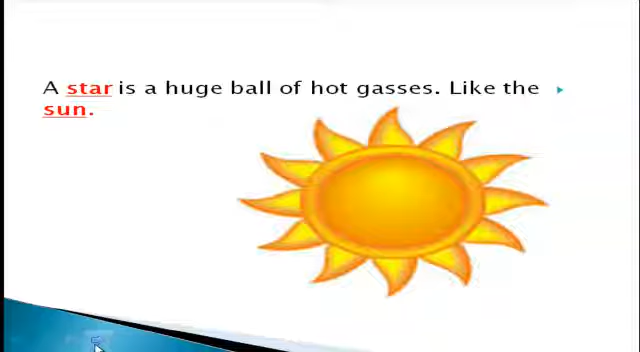 A star is a huge ball of hot gasses. Like the
sun.